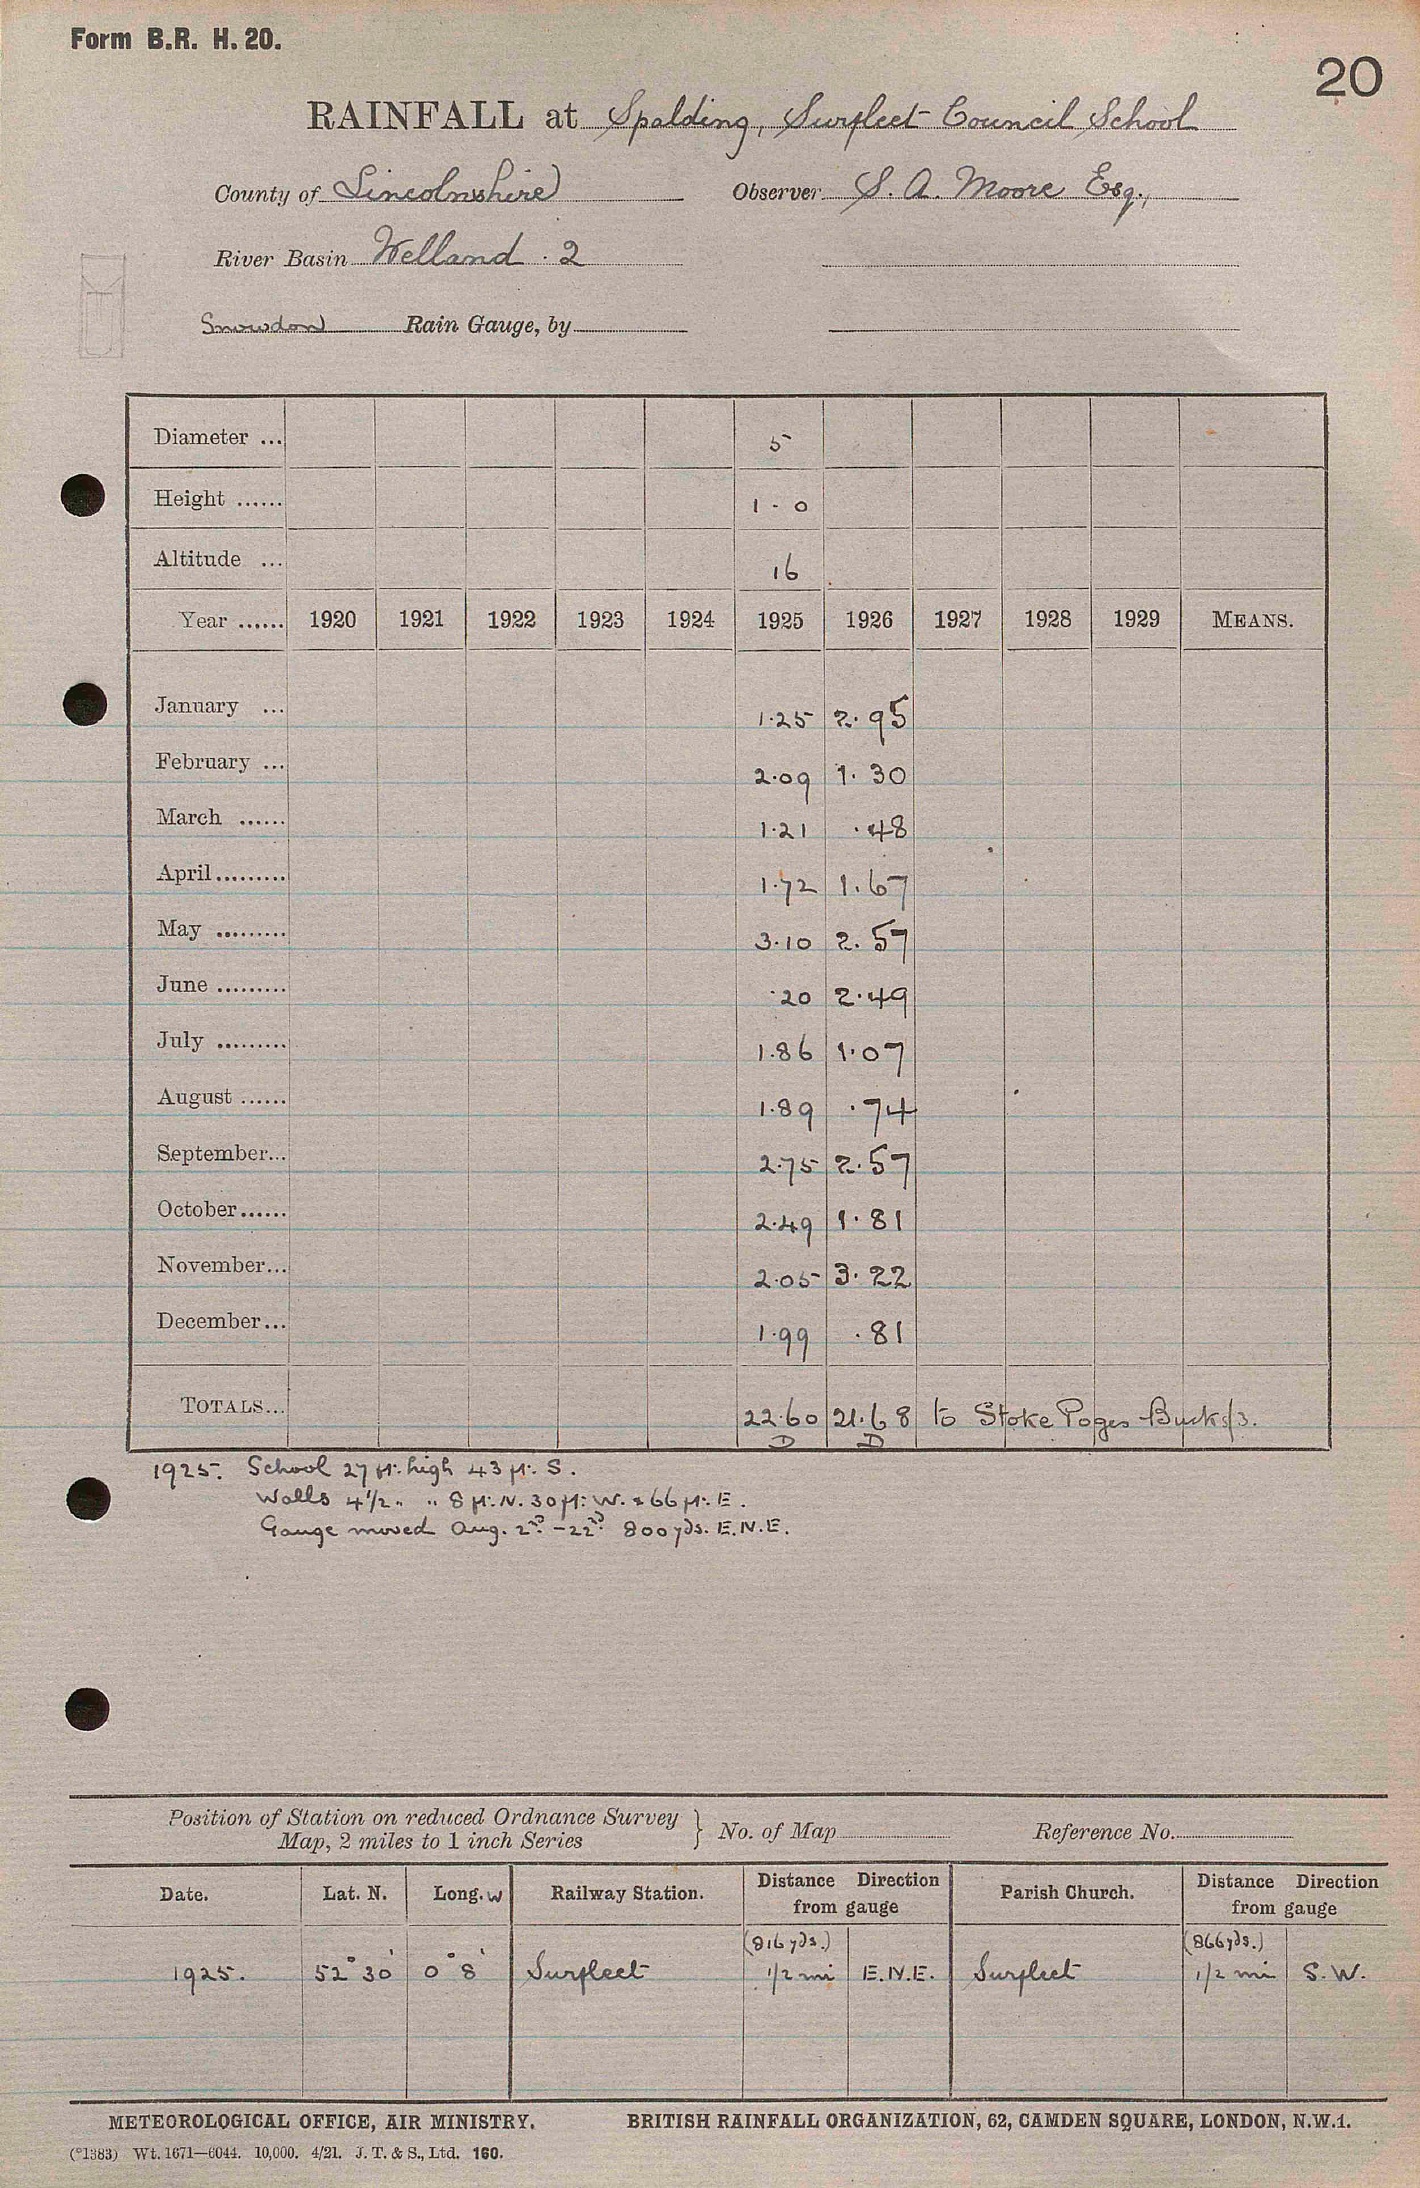 Form B.R. H. 20.
20
RAINFALL at Spalding, Surfleet Council School
County of Lincolnshire Observer S. A. Moore Esq.,
River Basin Welland . 2
Snowdon Rain Gauge, by
Diameter ... 5
Height ...... 1 - 0
Altitude ... 16
Year ...... 1920 1921 1922 1923 1924 1925 1926 1927 1928 1929 MEANS.
January ... 1.25 2.95
February ... 2.09 1.30
March ...... 1.21 .48
April......... 1.72 1.67
May ......... 3.10 2.57
June ......... .20 2.49
July ......... 1.86 1.07
August ...... 1.89 .74
September... 2.75 2.57
October...... 2.49 1.81
November... 2.05 3.22
December... 1.99 .81
TOTALS... 22.60 21.68 to Stoke Poges Bucks/3.
D D
1925. School 27 ft. high 43 ft. S.
Walls 4 1/2 " " 8 ft. N. 30 ft: W. & 66 ft. E.
Gauge moved Aug. 2nd - 22nd 800 yds. E.N.E.
Position of Station on reduced Ordnance Survey
Map, 2 miles to 1 inch Series } No. of Map Reference No.
Date. Lat. N. Long. W Railway Station. Distance Direction from gauge Parish Church. Distance Direction from gauge
(816 yds.) (866 yds.)
1925. 52° 30' 0° 8' Surfleet 1/2 mi E.N.E. Surfleet 1/2 mi S.W.
METEOROLOGICAL OFFICE, AIR MINISTRY. BRITISH RAINFALL ORGANIZATION, 62, CAMDEN SQUARE, LONDON, N.W.1.
(*1383) Wt. 1671—6044. 10,000. 4/21. J. T. & S., Ltd. 160.